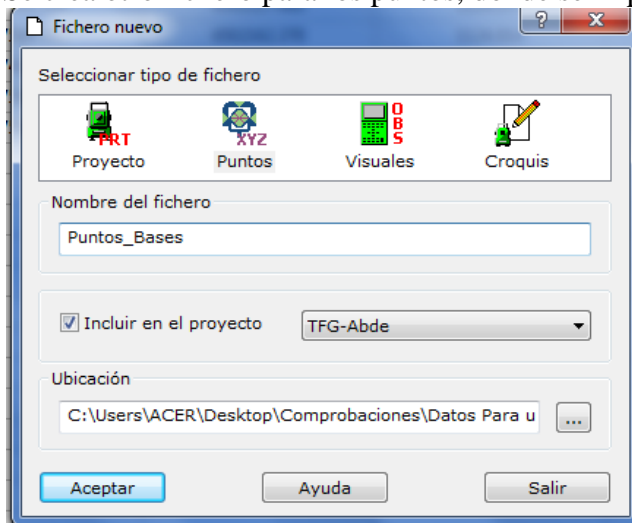 Fichero nuevo
Seleccionar tipo de fichero
PRT XYZ OBS
Proyecto Puntos Visuales Croquis
Nombre del fichero
Puntos_Bases
Incluir en el proyecto TFG-Abde
Ubicación
C:\Users\ACER\Desktop\Comprobaciones\Datos Para u ...
Aceptar Ayuda Salir